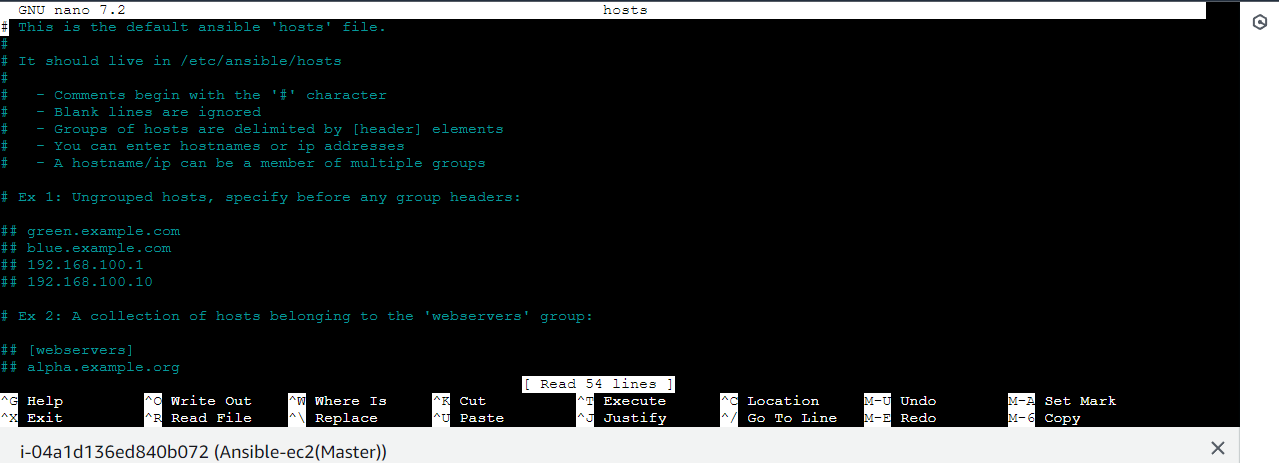 GNU nano 7.2 hosts
# This is the default ansible 'hosts' file.
#
# It should live in /etc/ansible/hosts
#
# - Comments begin with the '#' character
# - Blank lines are ignored
# - Groups of hosts are delimited by [header] elements
# - You can enter hostnames or ip addresses
# - A hostname/ip can be a member of multiple groups
# Ex 1: Ungrouped hosts, specify before any group headers:
## green.example.com
## blue.example.com
## 192.168.100.1
## 192.168.100.10
# Ex 2: A collection of hosts belonging to the 'webservers' group:
## [webservers]
## alpha.example.org
[ Read 54 lines ]
^G Help ^O Write Out ^W Where Is ^K Cut ^T Execute ^C Location M-U Undo M-A Set Mark
^X Exit ^R Read File ^\ Replace ^U Paste ^J Justify ^/ Go To Line M-E Redo M-6 Copy
i-04a1d136ed840b072 (Ansible-ec2(Master))